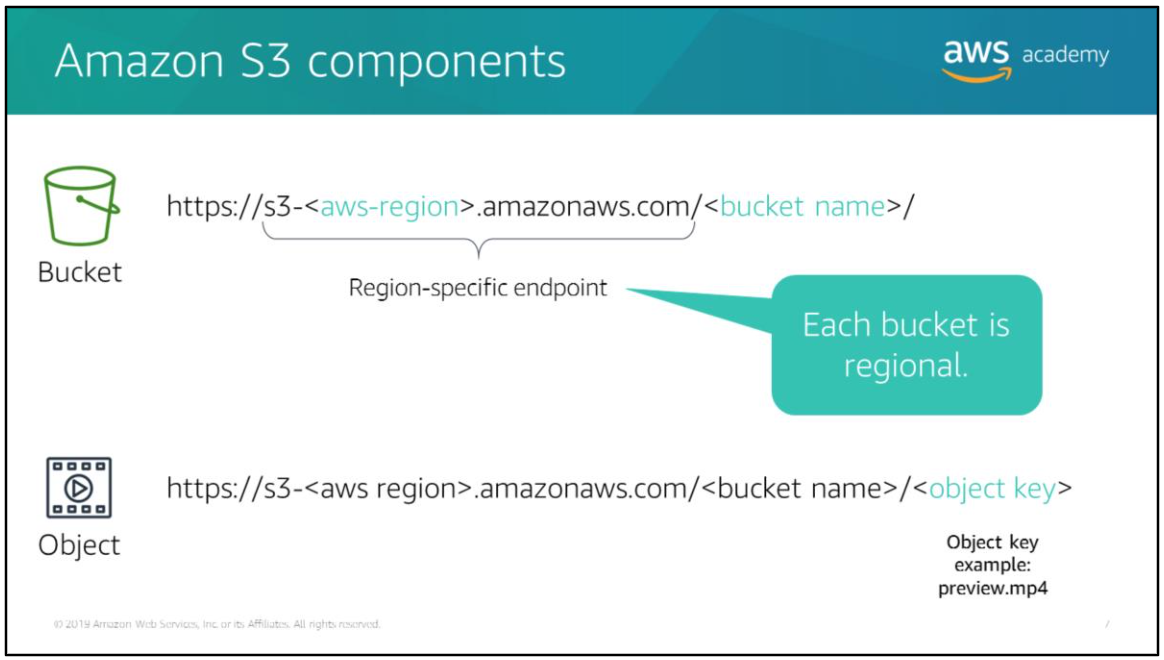 Amazon S3 components
aws academy
https://s3-<aws-region>.amazonaws.com/<bucket name>/
Bucket
Region-specific endpoint
Each bucket is
regional.
https://s3-<aws region>.amazonaws.com/<bucket name>/<object key>
Object
Object key
example:
preview.mp4
© 2019 Amazon Web Services, Inc. or its Affiliates. All rights reserved.
7